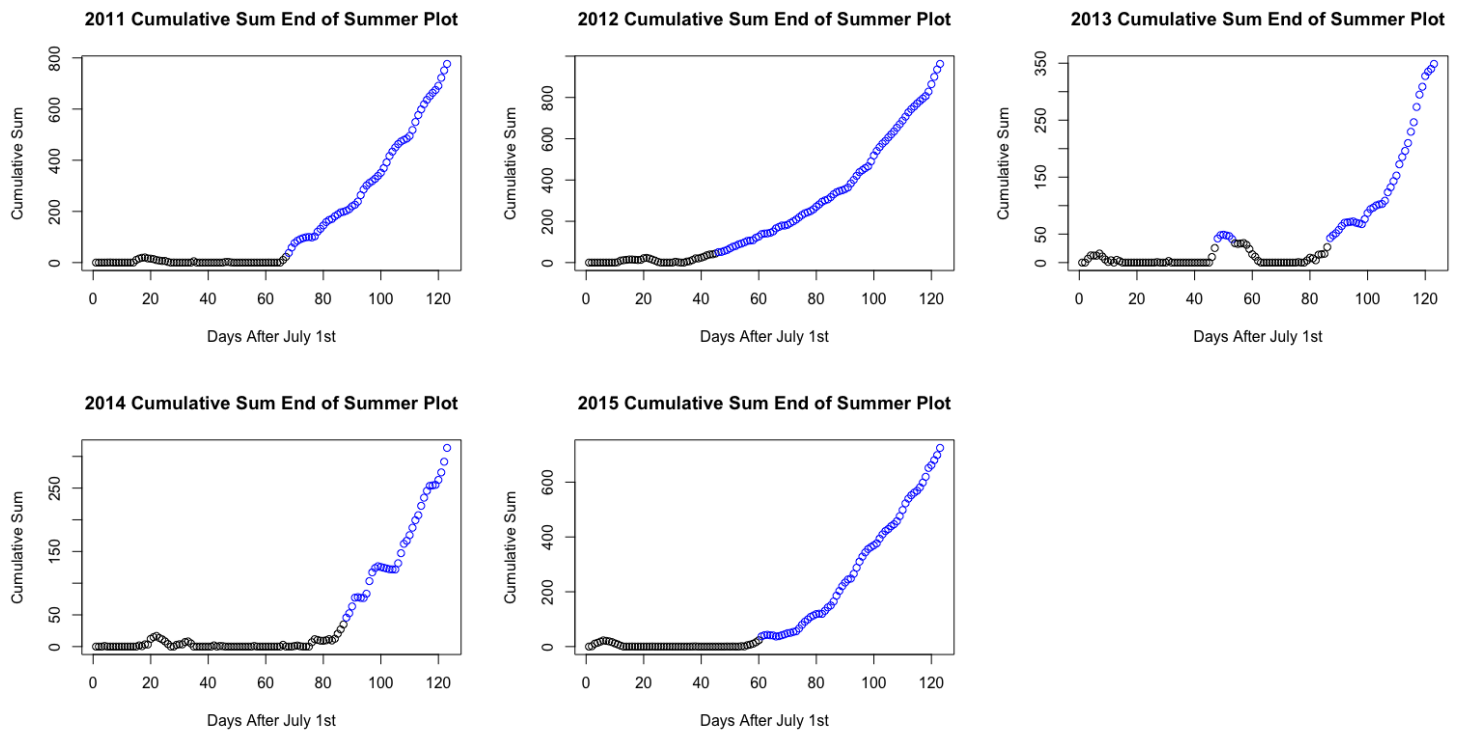 2011 Cumulative Sum End of Summer Plot
Cumulative Sum
0 200 400 600 800
0 20 40 60 80 100 120
Days After July 1st
2012 Cumulative Sum End of Summer Plot
Cumulative Sum
0 200 400 600 800
0 20 40 60 80 100 120
Days After July 1st
2013 Cumulative Sum End of Summer Plot
Cumulative Sum
0 50 150 250 350
0 20 40 60 80 100 120
Days After July 1st
2014 Cumulative Sum End of Summer Plot
Cumulative Sum
0 50 150 250
0 20 40 60 80 100 120
Days After July 1st
2015 Cumulative Sum End of Summer Plot
Cumulative Sum
0 200 400 600
0 20 40 60 80 100 120
Days After July 1st